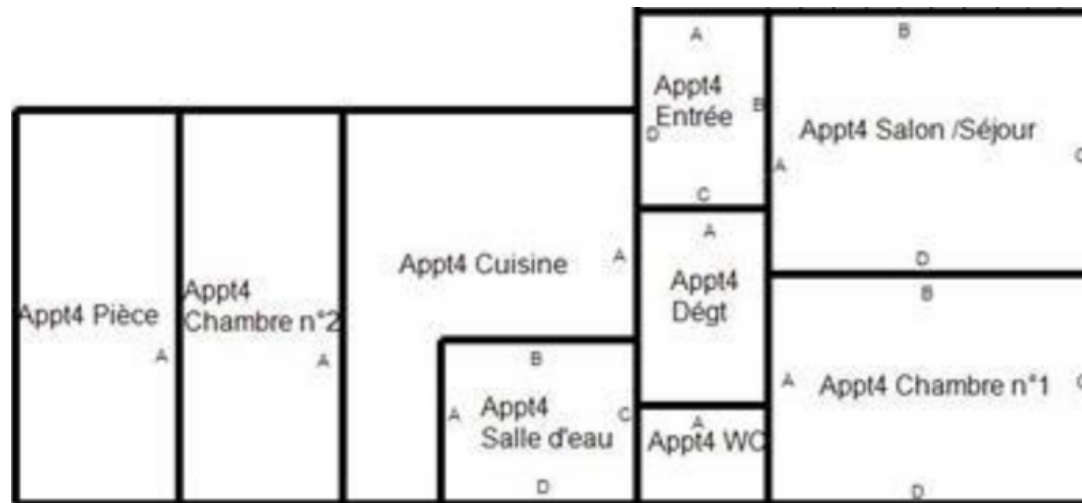 A
B
Appt4
Entrée
B
D
Appt4 Salon /Séjour
C
A
C
A
D
Appt4 Cuisine
A
Appt4
Dégt
B
Appt4 Pièce
Appt4
Chambre n°2
A
A
B
A
Appt4 Chambre n°1
C
Appt4
Salle d'eau
A
C
A
Appt4 WC
D
D